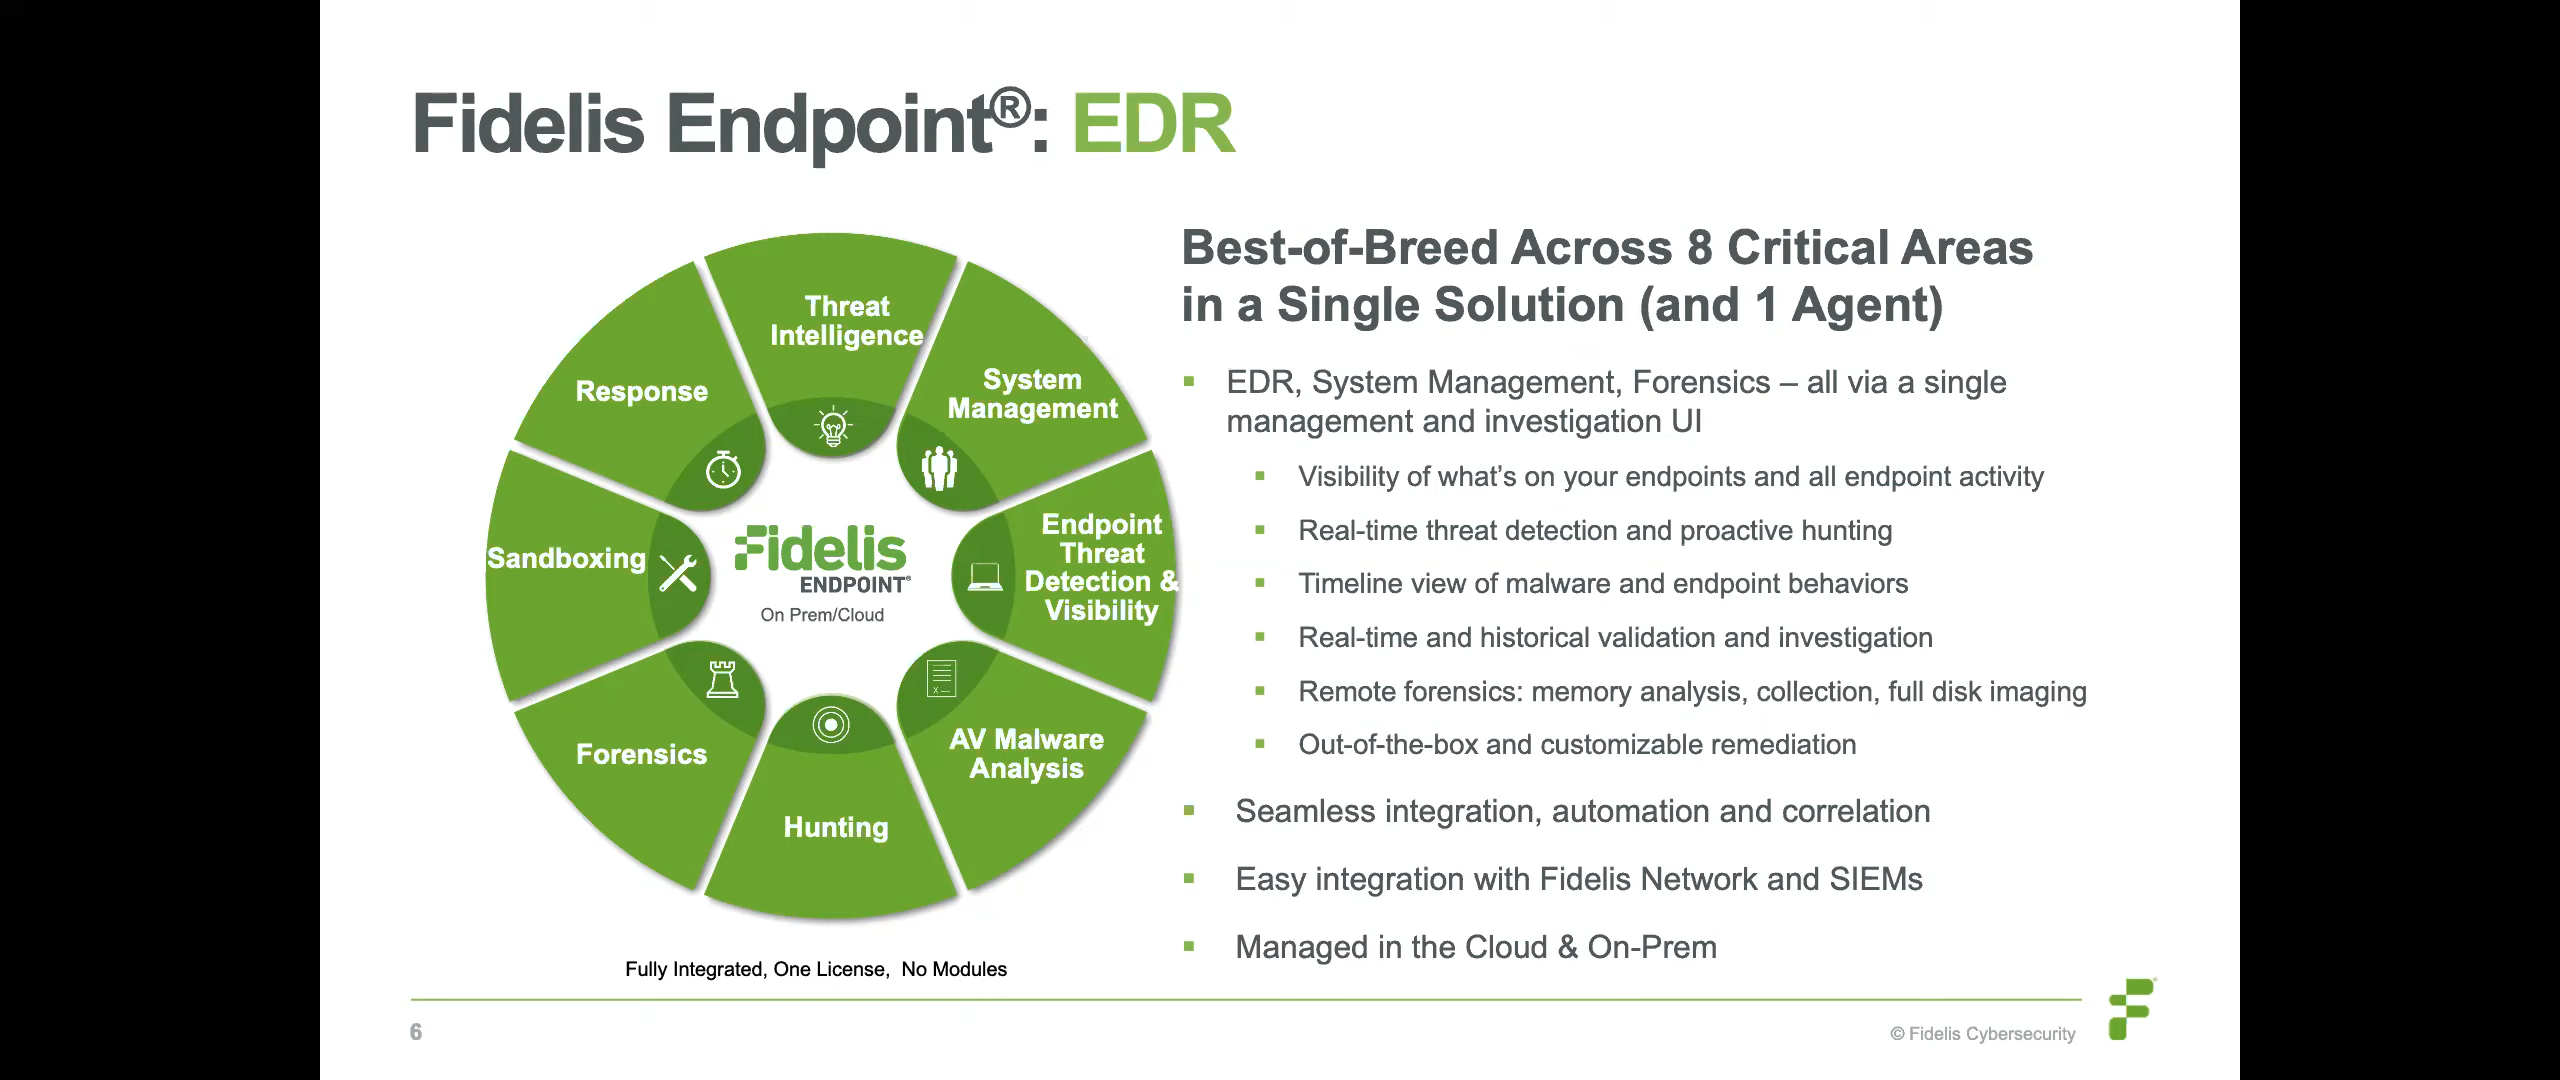 Fidelis Endpoint®: EDR
Threat
Intelligence
System
Management
Endpoint
Threat
Detection &
Visibility
AV Malware
Analysis
Hunting
Forensics
Sandboxing
Response
Fidelis
ENDPOINT®
On Prem/Cloud
Fully Integrated, One License, No Modules
Best-of-Breed Across 8 Critical Areas
in a Single Solution (and 1 Agent)
▪ EDR, System Management, Forensics – all via a single
management and investigation UI
▪ Visibility of what’s on your endpoints and all endpoint activity
▪ Real-time threat detection and proactive hunting
▪ Timeline view of malware and endpoint behaviors
▪ Real-time and historical validation and investigation
▪ Remote forensics: memory analysis, collection, full disk imaging
▪ Out-of-the-box and customizable remediation
▪ Seamless integration, automation and correlation
▪ Easy integration with Fidelis Network and SIEMs
▪ Managed in the Cloud & On-Prem
6
© Fidelis Cybersecurity